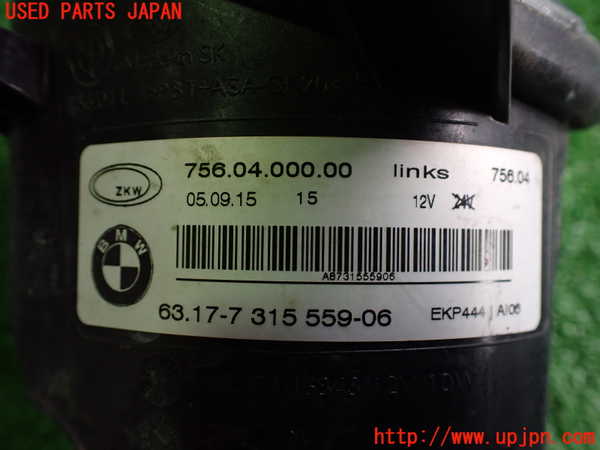 USED PARTS JAPAN
756.04.000.00 links 756.04
ZKW
05.09.15 15 12V 24V
BMW
A8731555906
63.17-7 315 559-06 EKP444 AI06
http://www.upjpn.com